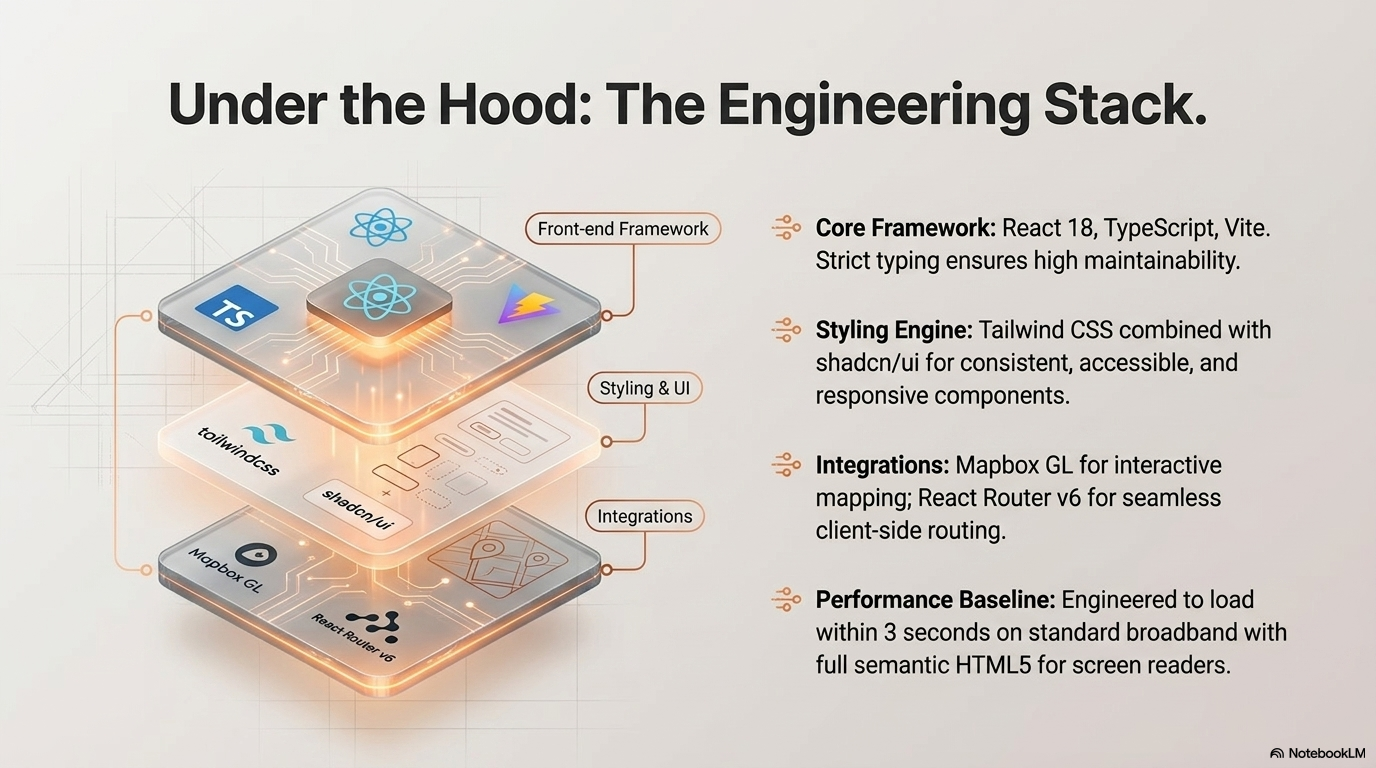 Under the Hood: The Engineering Stack.
Front-end Framework
TS
Styling & UI
tailwindcss
shadcn/ui
Integrations
Mapbox GL
React Router v6
Core Framework: React 18, TypeScript, Vite.
Strict typing ensures high maintainability.
Styling Engine: Tailwind CSS combined with
shadcn/ui for consistent, accessible, and
responsive components.
Integrations: Mapbox GL for interactive
mapping; React Router v6 for seamless
client-side routing.
Performance Baseline: Engineered to load
within 3 seconds on standard broadband with
full semantic HTML5 for screen readers.
NotebookLM